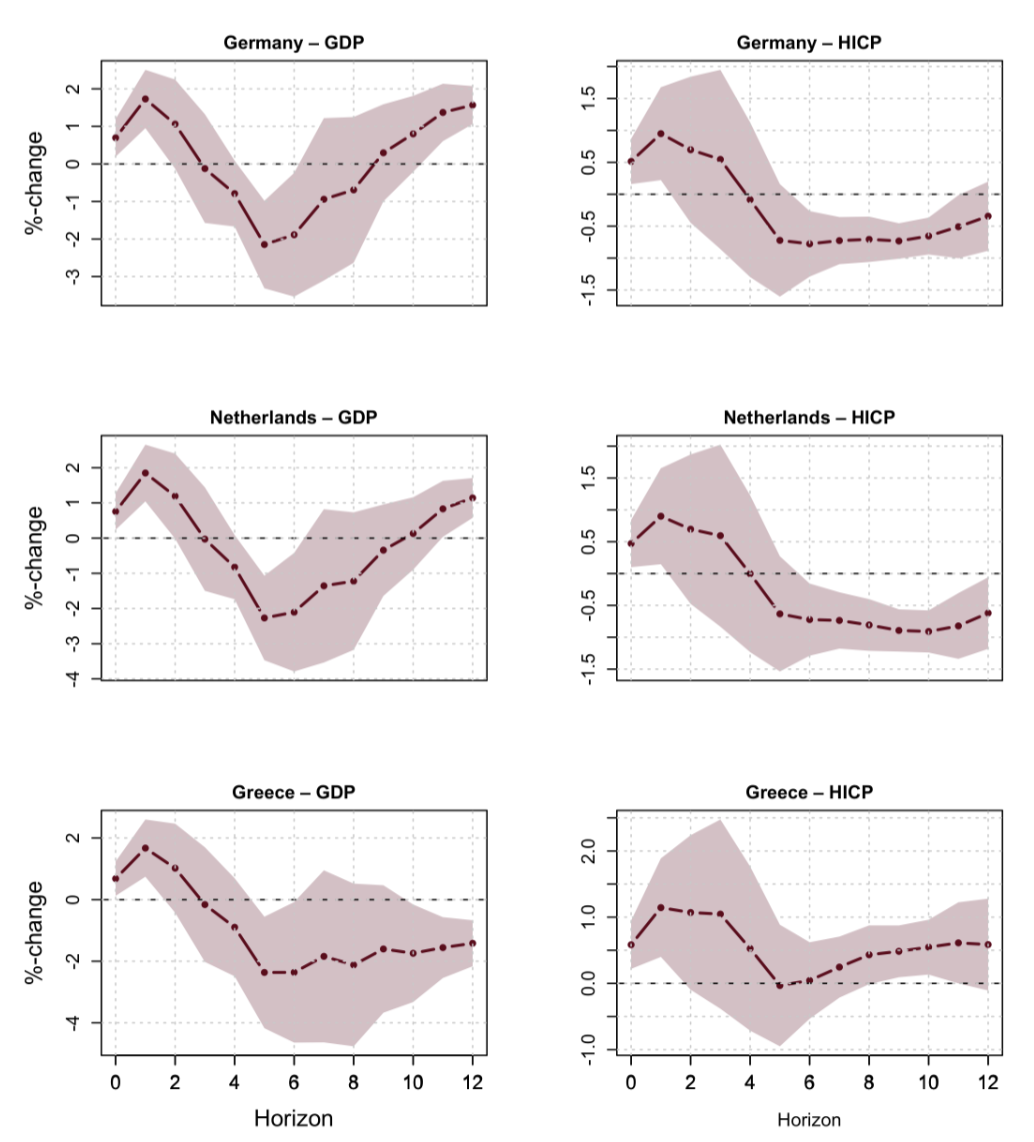 Germany – GDP
%-change
2
1
0
-1
-2
-3
Germany – HICP
1.5
0.5
-0.5
-1.5
Netherlands – GDP
%-change
2
1
0
-1
-2
-3
-4
Netherlands – HICP
1.5
0.5
-0.5
-1.5
Greece – GDP
%-change
2
0
-2
-4
0 2 4 6 8 10 12
Horizon
Greece – HICP
2.0
1.0
0.0
-1.0
0 2 4 6 8 10 12
Horizon